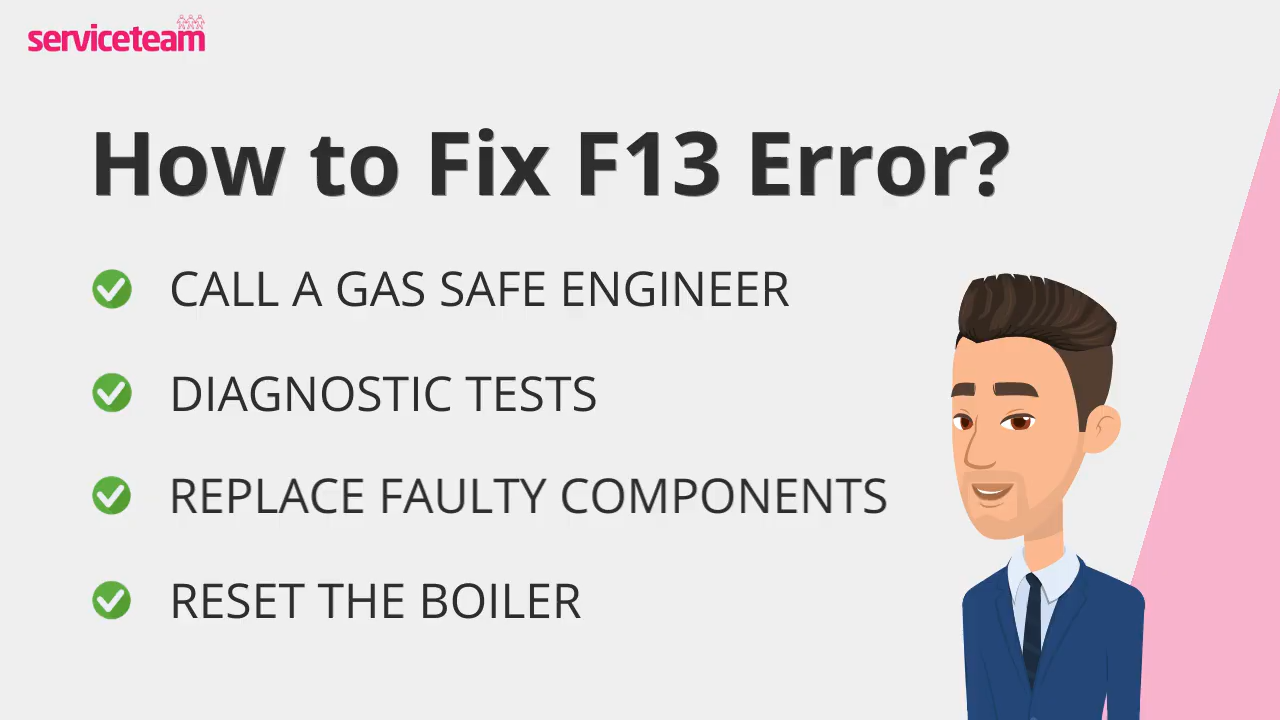 serviceteam
How to Fix F13 Error?
CALL A GAS SAFE ENGINEER
DIAGNOSTIC TESTS
REPLACE FAULTY COMPONENTS
RESET THE BOILER